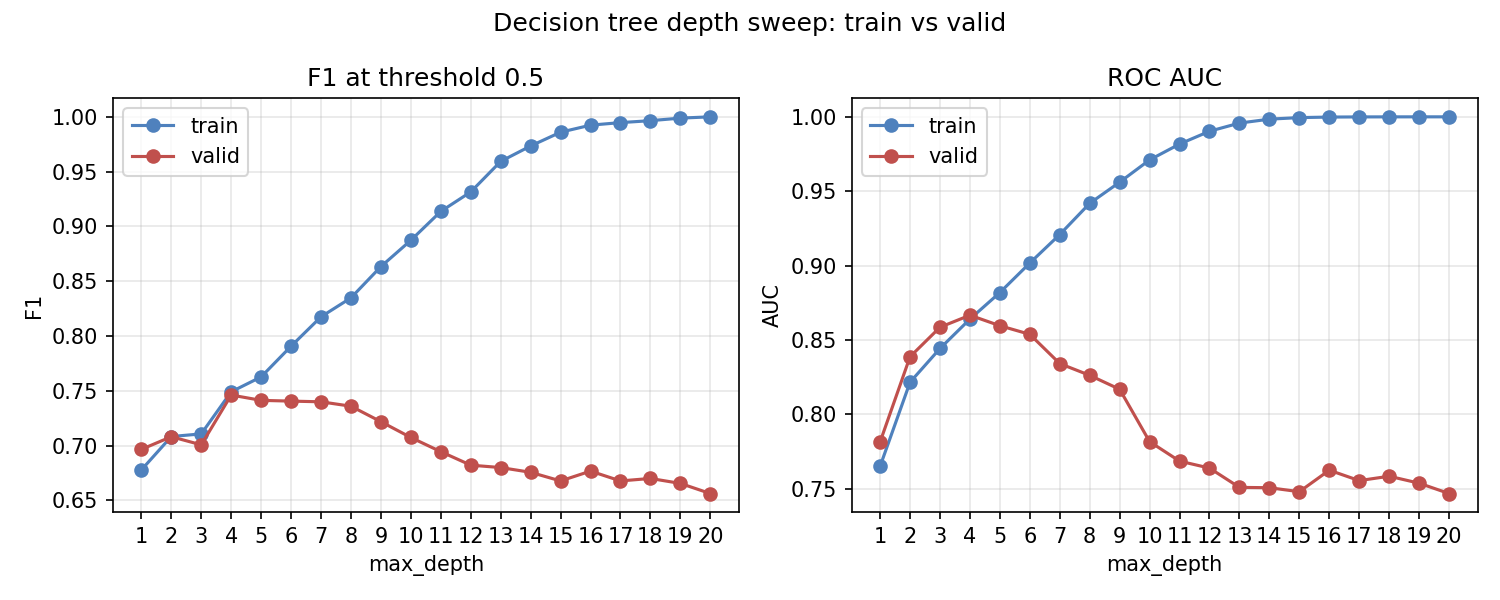 Decision tree depth sweep: train vs valid
F1 at threshold 0.5
train
valid
1.00
0.95
0.90
0.85
0.80
0.75
0.70
0.65
F1
1 2 3 4 5 6 7 8 9 10 11 12 13 14 15 16 17 18 19 20
max_depth
ROC AUC
train
valid
1.00
0.95
0.90
0.85
0.80
0.75
AUC
1 2 3 4 5 6 7 8 9 10 11 12 13 14 15 16 17 18 19 20
max_depth